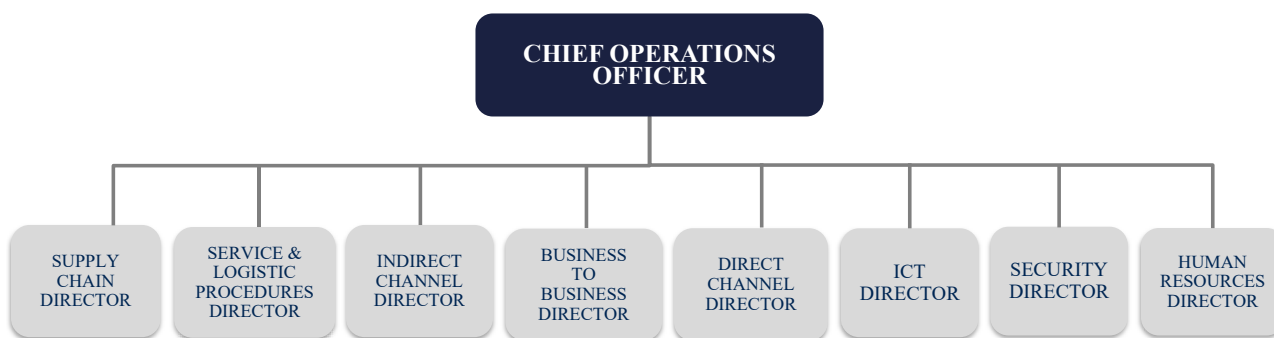 CHIEF OPERATIONS
OFFICER
SUPPLY
CHAIN
DIRECTOR
SERVICE &
LOGISTIC
PROCEDURES
DIRECTOR
INDIRECT
CHANNEL
DIRECTOR
BUSINESS
TO
BUSINESS
DIRECTOR
DIRECT
CHANNEL
DIRECTOR
ICT
DIRECTOR
SECURITY
DIRECTOR
HUMAN
RESOURCES
DIRECTOR